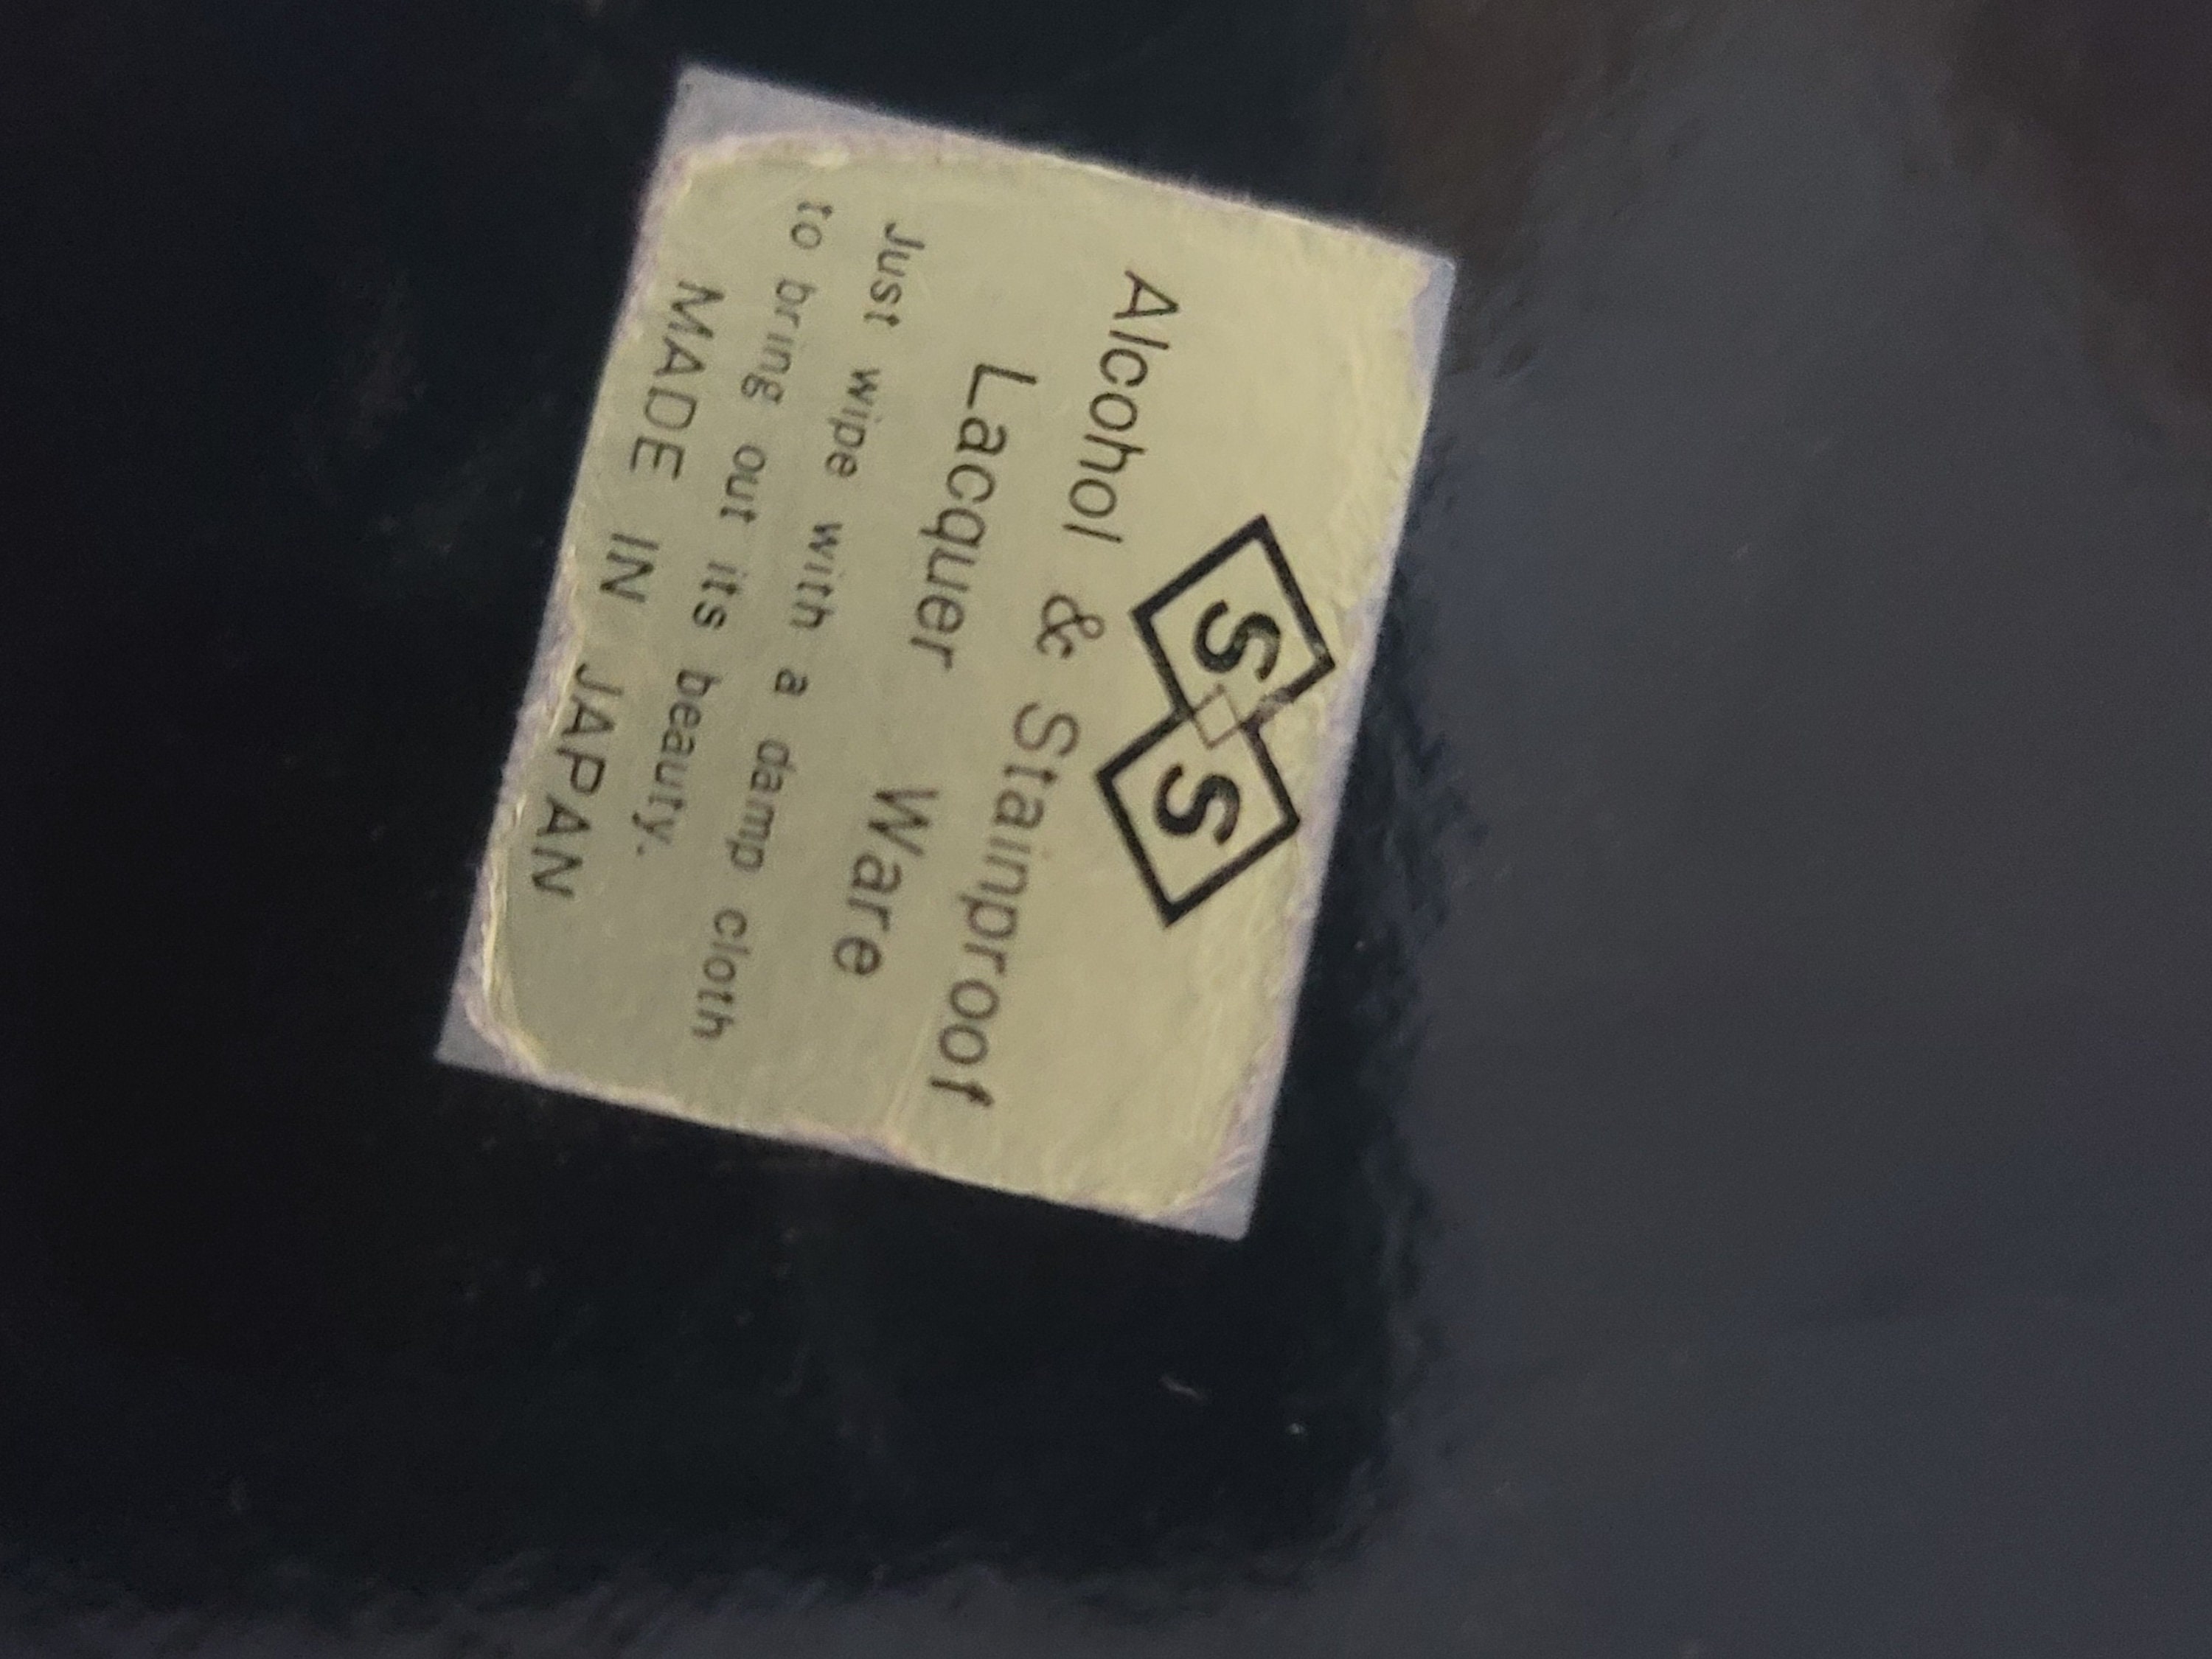 S S
Alcohol & Stainproof
Lacquer Ware
Just wipe with a damp cloth
to bring out its beauty.
MADE IN JAPAN